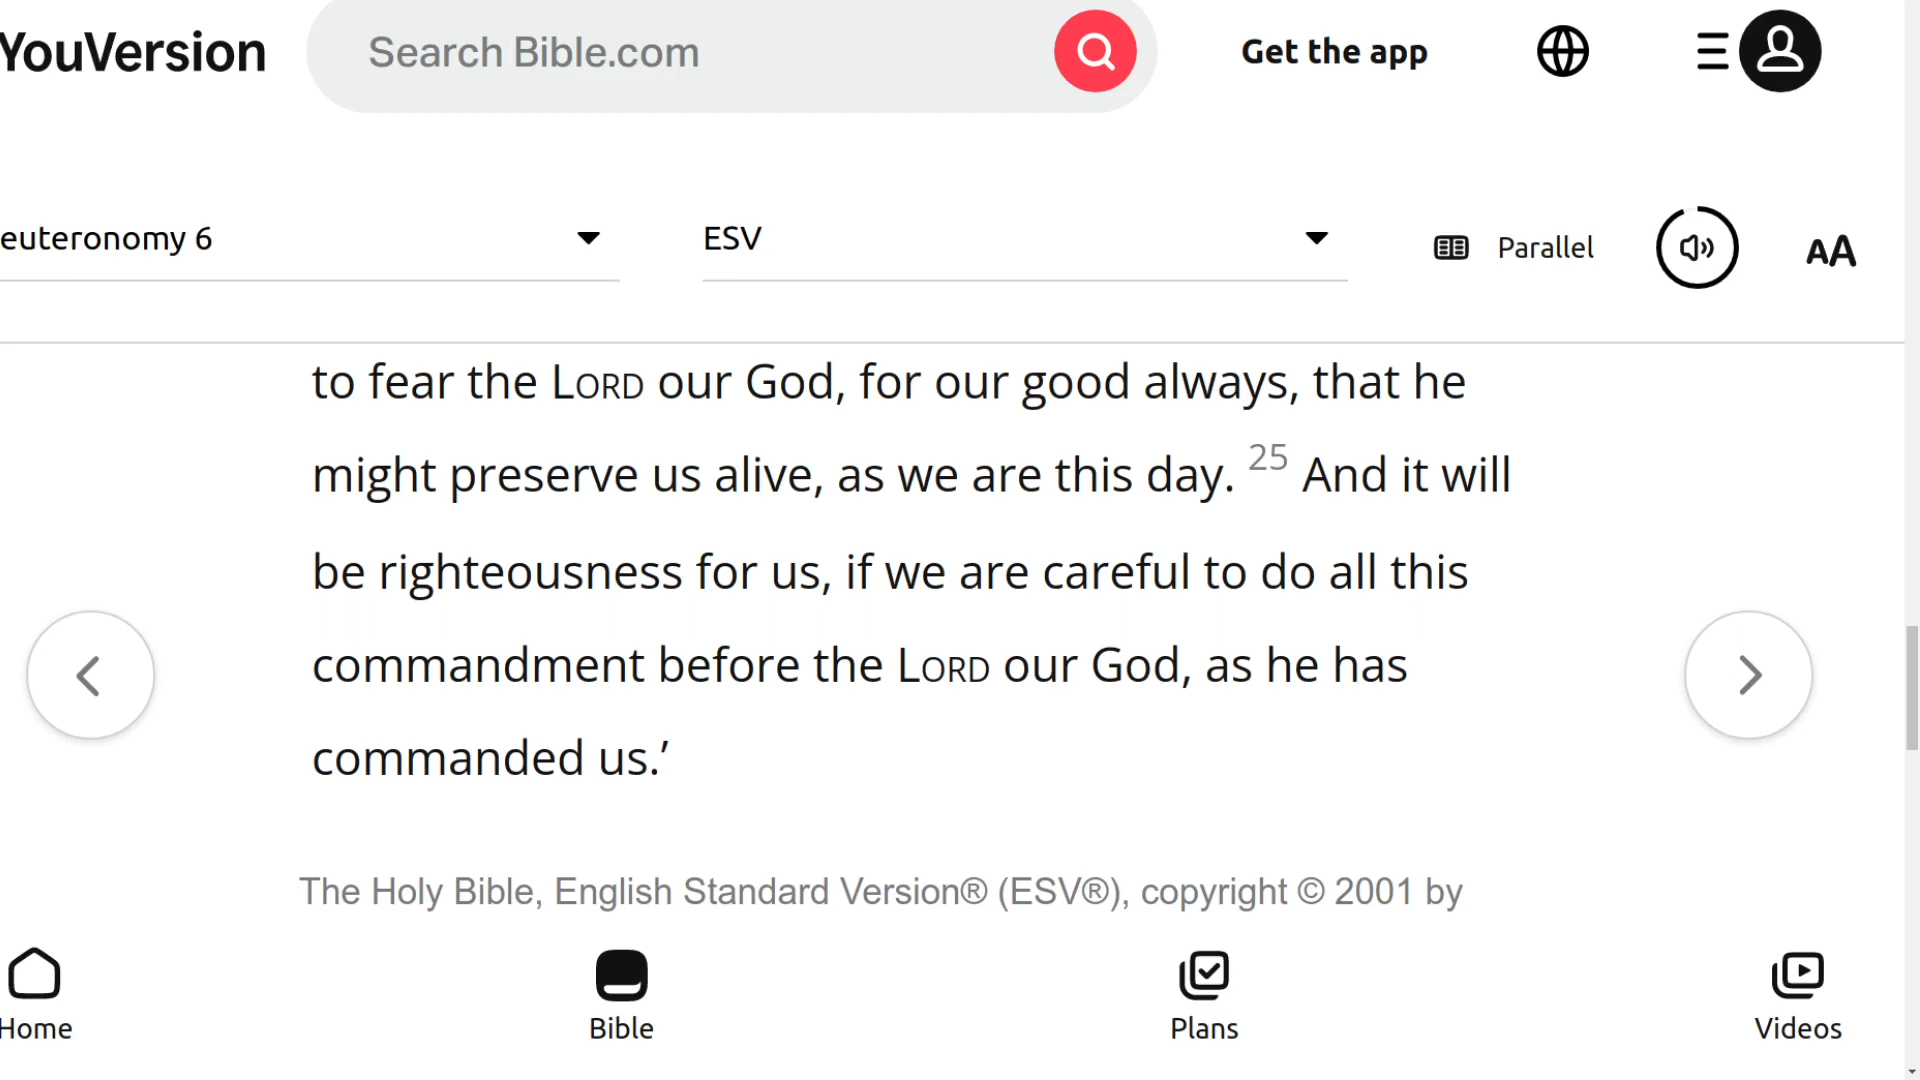 YouVersion
Search Bible.com
Get the app
euteronomy 6
ESV
Parallel
AA
to fear the LORD our God, for our good always, that he
might preserve us alive, as we are this day. 25 And it will
be righteousness for us, if we are careful to do all this
commandment before the LORD our God, as he has
commanded us.’
The Holy Bible, English Standard Version® (ESV®), copyright © 2001 by
Home
Bible
Plans
Videos